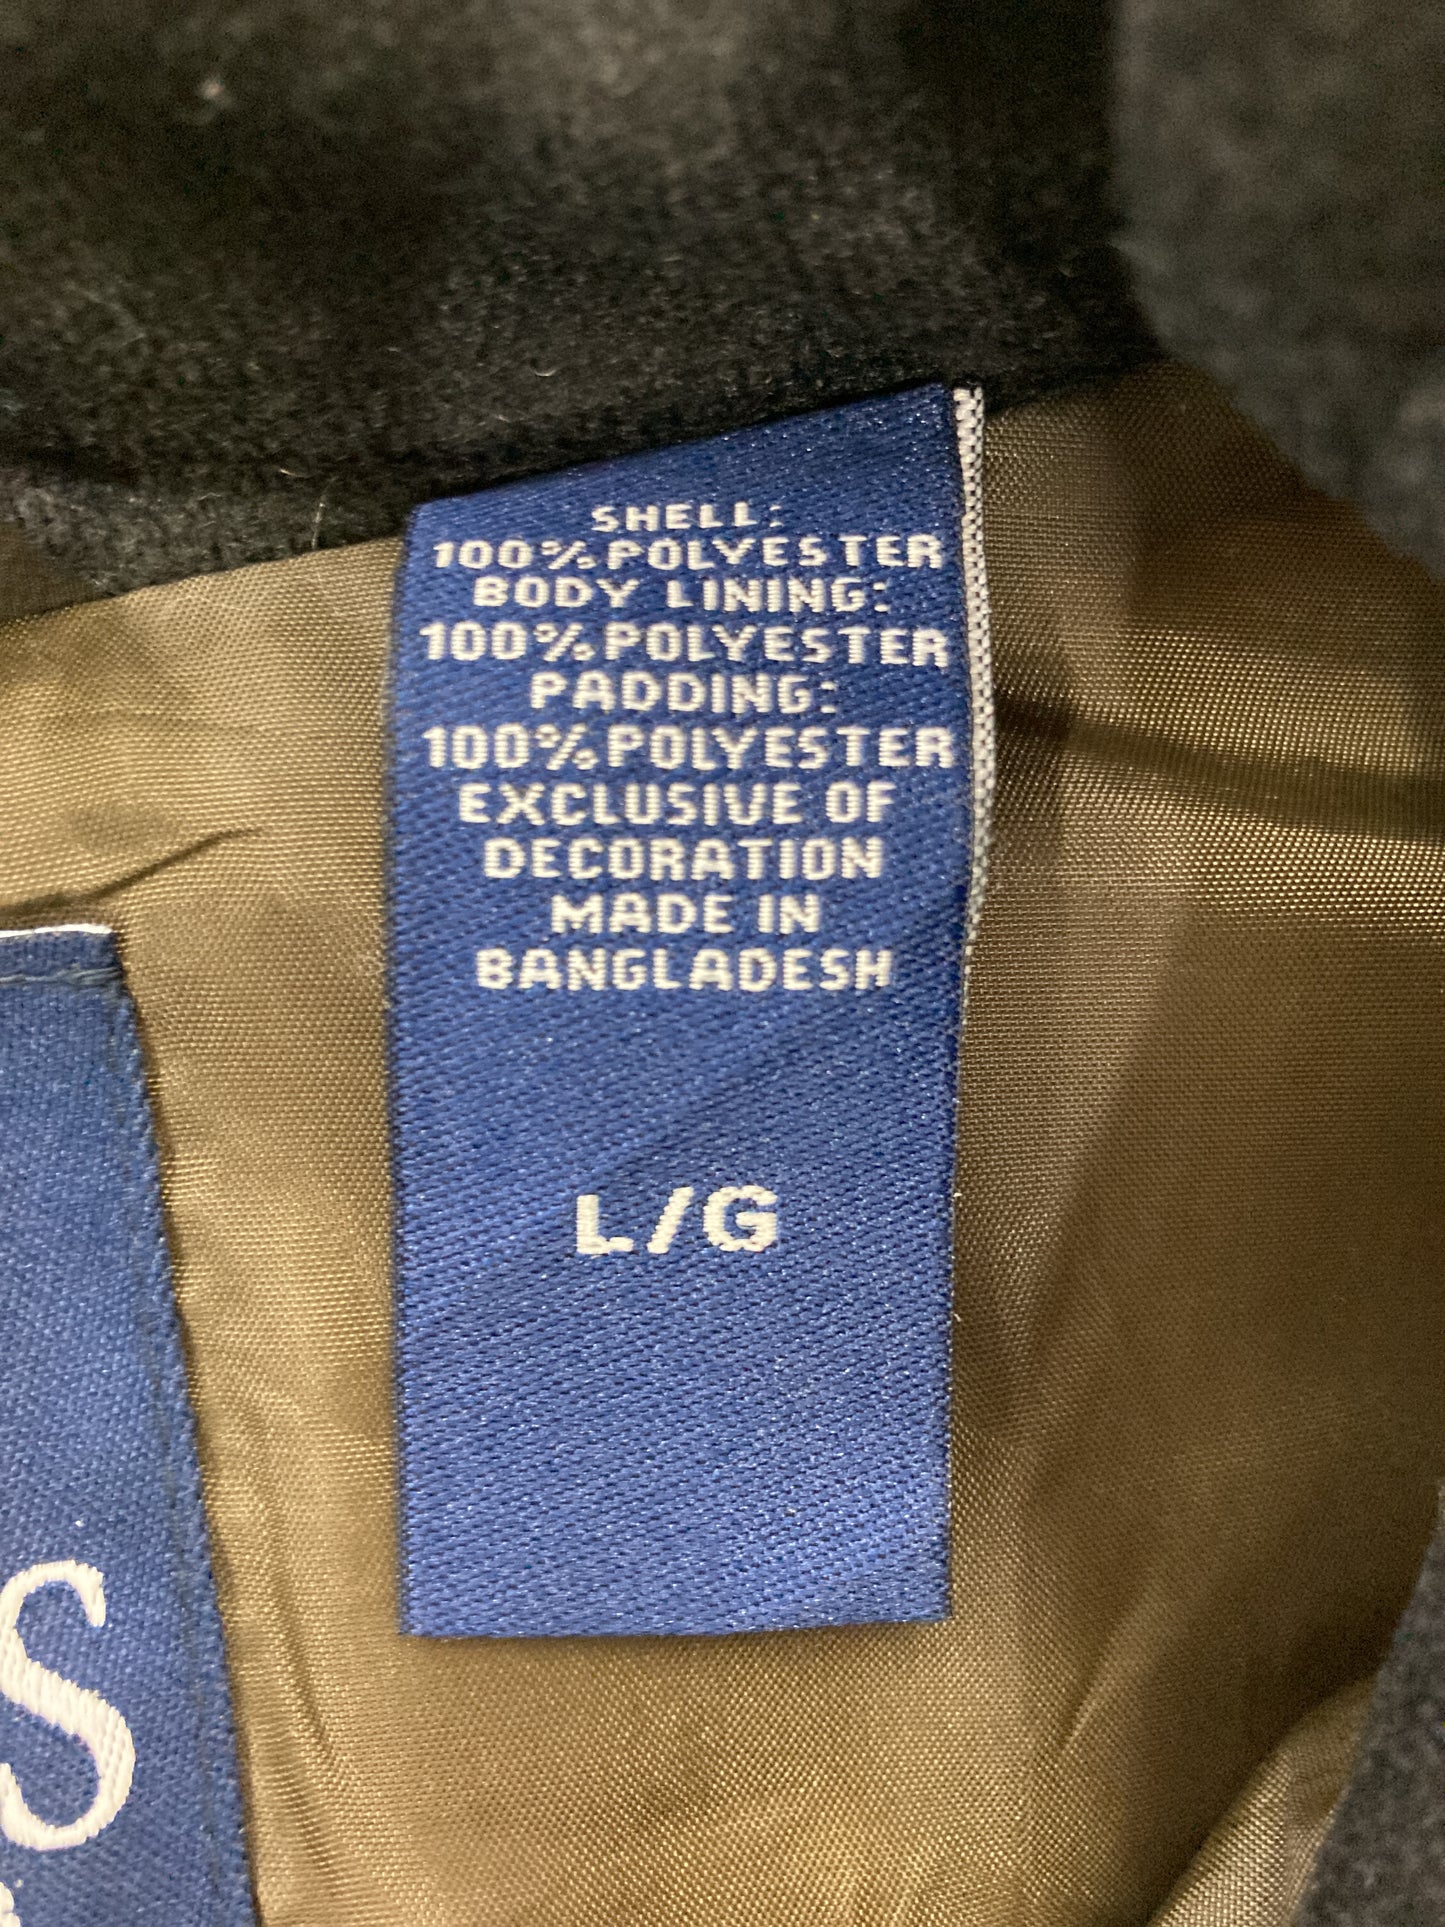 SHELL:
100% POLYESTER
BODY LINING:
100% POLYESTER
PADDING:
100% POLYESTER
EXCLUSIVE OF
DECORATION
MADE IN
BANGLADESH
L/G
S